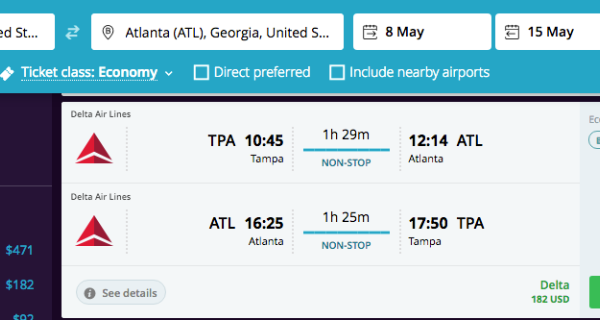 d St...
Atlanta (ATL), Georgia, United S...
8 May
15 May
Ticket class: Economy
Direct preferred
Include nearby airports
Delta Air Lines
TPA 10:45
Tampa
1h 29m
NON-STOP
12:14 ATL
Atlanta
Delta Air Lines
ATL 16:25
Atlanta
1h 25m
NON-STOP
17:50 TPA
Tampa
See details
Delta
182 USD
Ec
$471
$182
$92